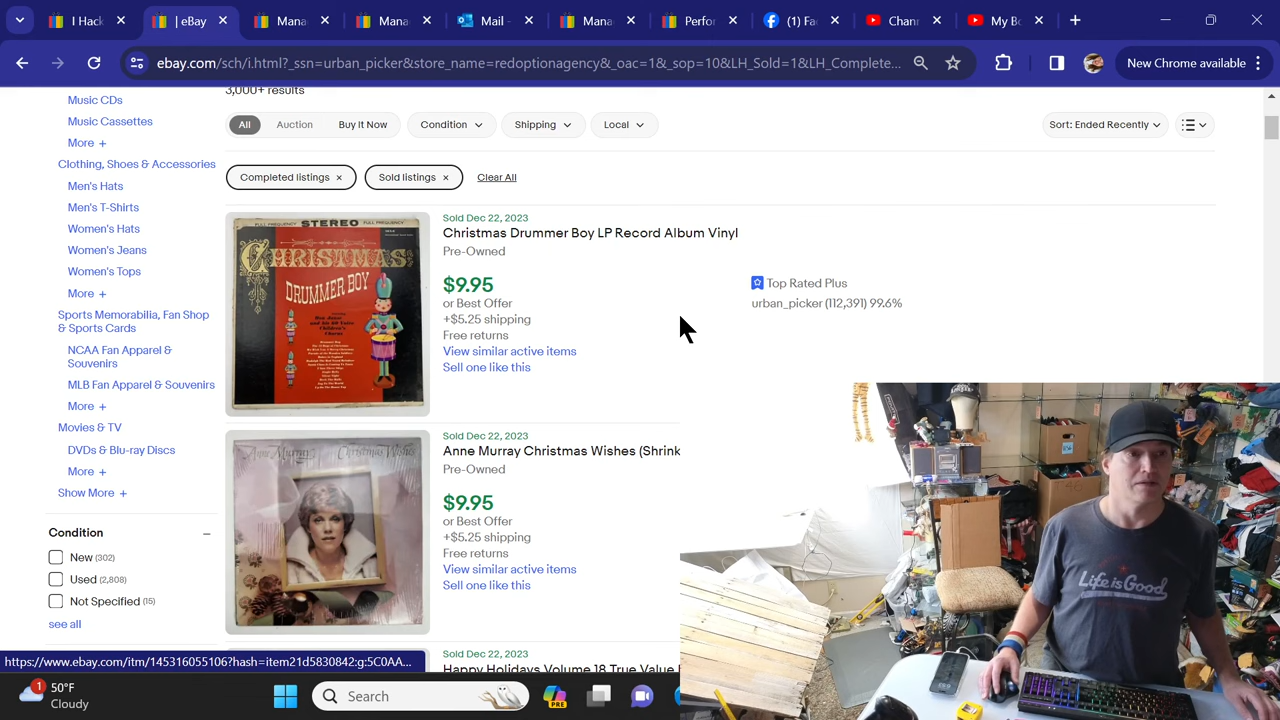 I Hack
| eBay
Mana
Mana
Mail -
Mana
Perfor
(1) Fac
Chann
My Bo
ebay.com/sch/i.html?_ssn=urban_picker&store_name=redoptionagency&_oac=1&_sop=10&LH_Sold=1&LH_Complete...
New Chrome available
3,000+ results
Music CDs
Music Cassettes
More +
Clothing, Shoes & Accessories
Men's Hats
Men's T-Shirts
Women's Hats
Women's Jeans
Women's Tops
More +
Sports Memorabilia, Fan Shop
& Sports Cards
NCAA Fan Apparel &
Souvenirs
MLB Fan Apparel & Souvenirs
More +
Movies & TV
DVDs & Blu-ray Discs
More +
Show More +
Condition
New (302)
Used (2,808)
Not Specified (15)
see all
All
Auction
Buy It Now
Condition
Shipping
Local
Sort: Ended Recently
Completed listings ×
Sold listings ×
Clear All
STEREO
CHRISTMAS
DRUMMER BOY
Sold Dec 22, 2023
Christmas Drummer Boy LP Record Album Vinyl
Pre-Owned
$9.95
or Best Offer
+$5.25 shipping
Free returns
View similar active items
Sell one like this
Top Rated Plus
urban_picker (112,391) 99.6%
Anne Murray Christmas Wishes
Sold Dec 22, 2023
Anne Murray Christmas Wishes (Shrink
Pre-Owned
$9.95
or Best Offer
+$5.25 shipping
Free returns
View similar active items
Sell one like this
Sold Dec 22, 2023
Happy Holidays Volume 18 True Value
Life is Good
https://www.ebay.com/itm/145316055106?hash=item21d5830842:g:5C0AA...
1
50°F
Cloudy
Search
PRE